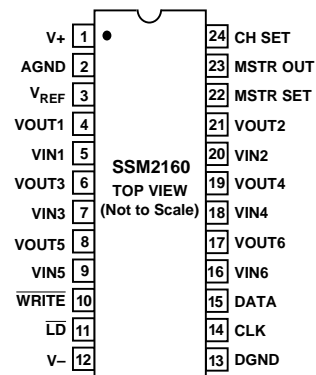 V+ 1 24 CH SET
AGND 2 23 MSTR OUT
VREF 3 22 MSTR SET
VOUT1 4 21 VOUT2
VIN1 5 20 VIN2
SSM2160
VOUT3 6 19 VOUT4
TOP VIEW
(Not to Scale)
VIN3 7 18 VIN4
VOUT5 8 17 VOUT6
VIN5 9 16 VIN6
WRITE 10 15 DATA
LD 11 14 CLK
V– 12 13 DGND